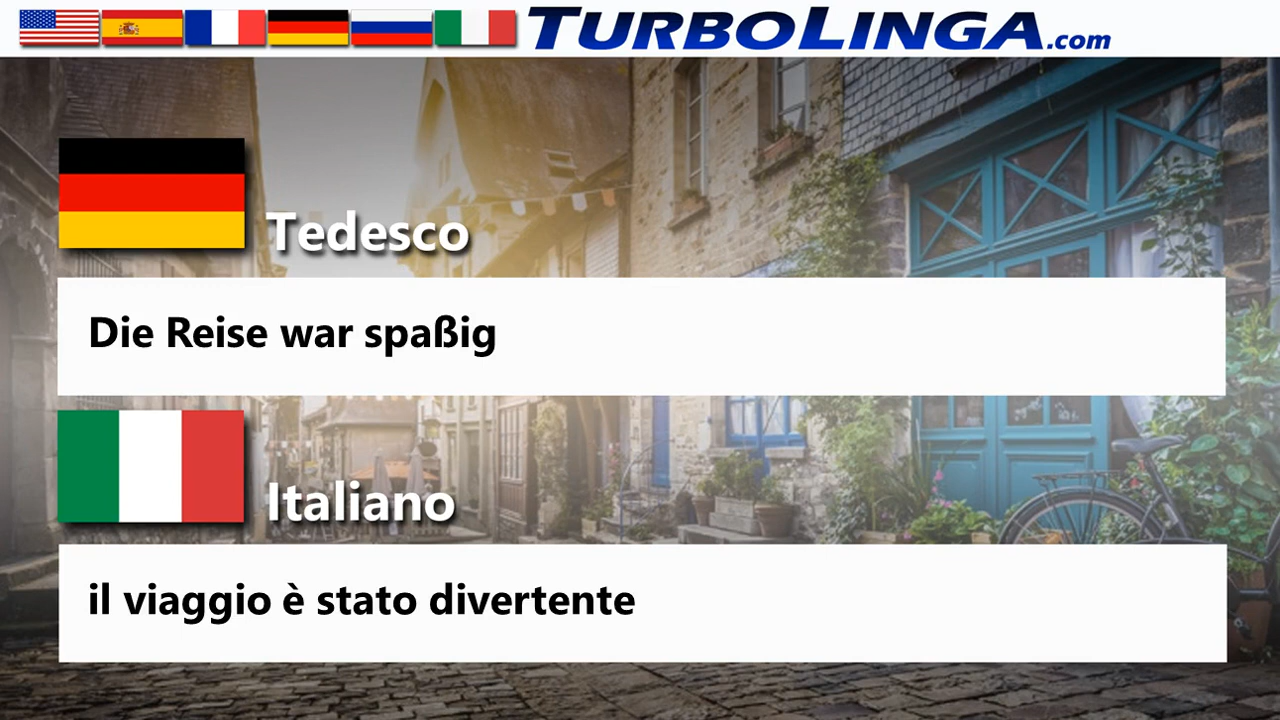 TURBOLINGA.com
Tedesco
Die Reise war spaßig
Italiano
il viaggio è stato divertente